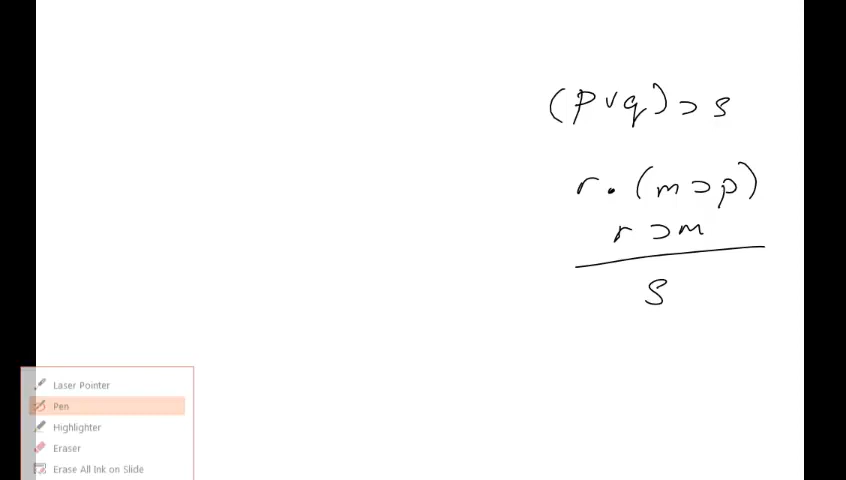 (p ∨ q) ⊃ s
r • (m ⊃ p)
r ⊃ m
s
Laser Pointer
Pen
Highlighter
Eraser
Erase All Ink on Slide